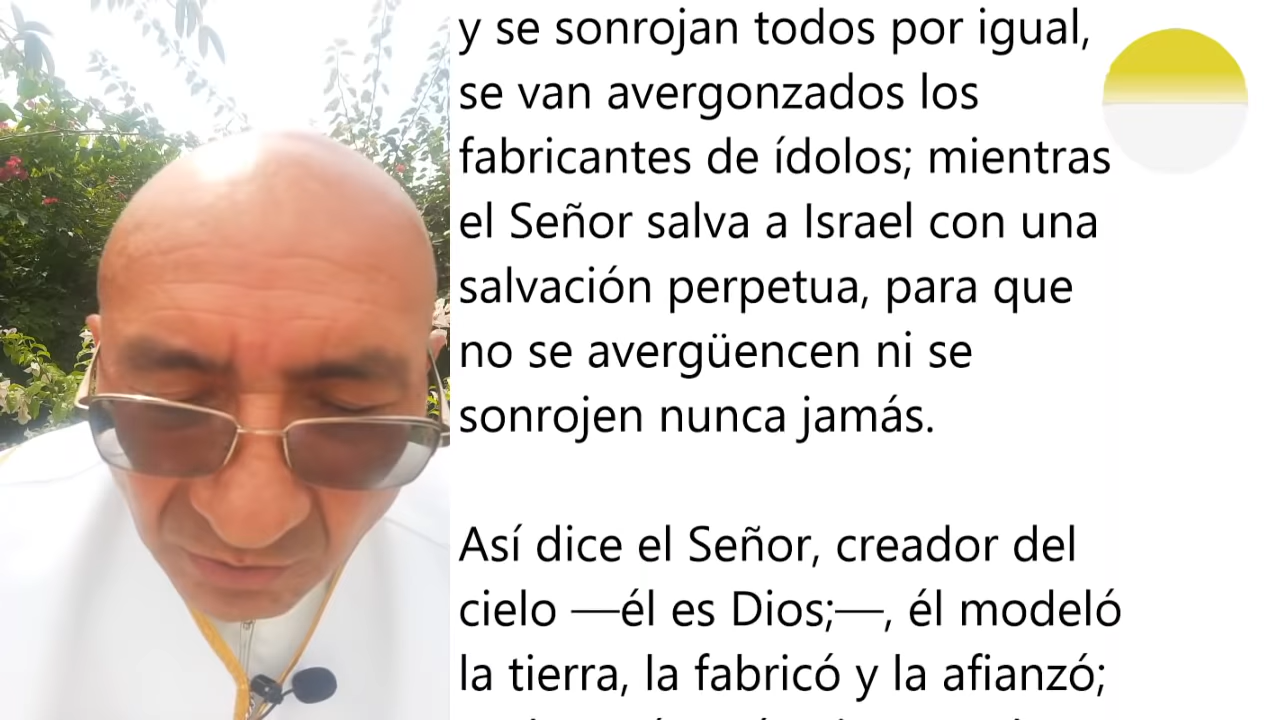 y se sonrojan todos por igual,
se van avergonzados los
fabricantes de ídolos; mientras
el Señor salva a Israel con una
salvación perpetua, para que
no se avergüencen ni se
sonrojen nunca jamás.
Así dice el Señor, creador del
cielo —él es Dios;—, él modeló
la tierra, la fabricó y la afianzó;